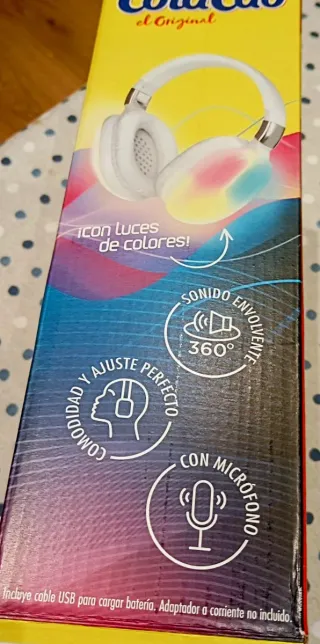 el Original
¡con luces
de colores!
SONIDO ENVOLVENTE
360°
COMODIDAD Y AJUSTE PERFECTO
CON MICRÓFONO
Incluye cable USB para cargar batería. Adaptador a corriente no incluido.